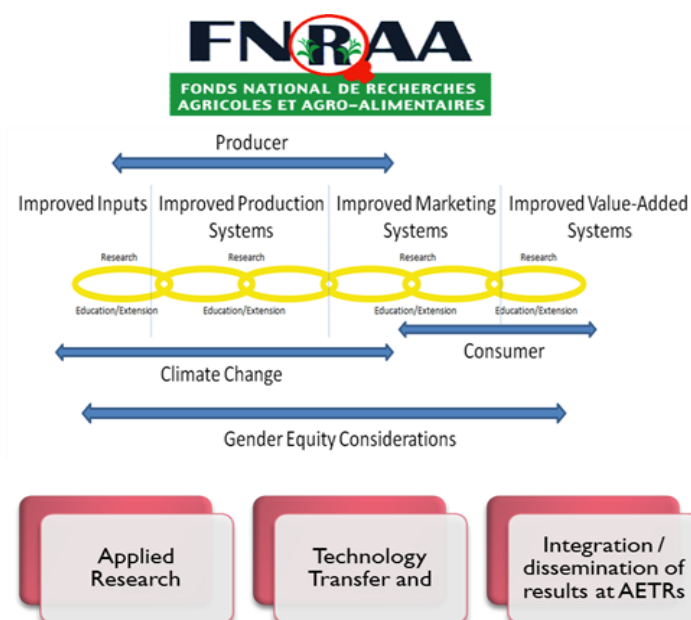 FNRAA
FONDS NATIONAL DE RECHERCHES
AGRICOLES ET AGRO-ALIMENTAIRES
Producer
Improved Inputs
Improved Production
Systems
Improved Marketing
Systems
Improved Value-Added
Systems
Research
Research
Research
Research
Education/Extension
Education/Extension
Education/Extension
Education/Extension
Consumer
Climate Change
Gender Equity Considerations
Applied
Research
Technology
Transfer and
Integration /
dissemination of
results at AETRs